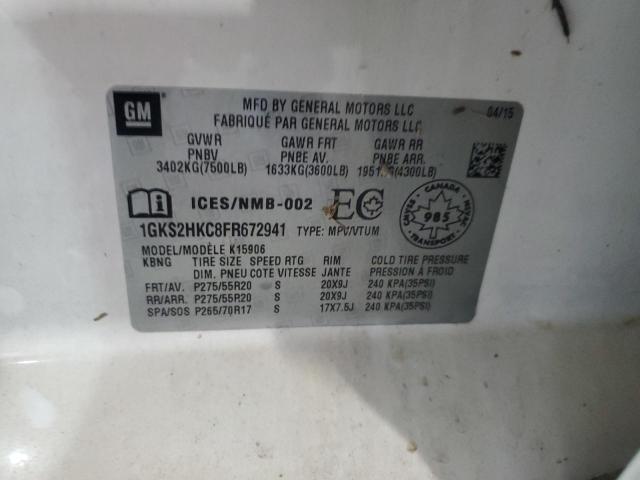 GM
MFD BY GENERAL MOTORS LLC 04/15
FABRIQUÉ PAR GENERAL MOTORS LLC
GVWR GAWR FRT GAWR RR
PNBV PNBE AV. PNBE ARR.
3402KG(7500LB) 1633KG(3600LB) 1951KG(4300LB)
ICES/NMB-002 EC
CANADA
985
TRANSPORT
1GKS2HKC8FR672941 TYPE: MPV/VTUM
MODEL/MODÈLE K15906
KBNG TIRE SIZE SPEED RTG RIM COLD TIRE PRESSURE
DIM. PNEU COTE VITESSE JANTE PRESSION À FROID
FRT/AV. P275/55R20 S 20X9J 240 KPA(35PSI)
RR/ARR. P275/55R20 S 20X9J 240 KPA(35PSI)
SPA/SOS P265/70R17 S 17X7.5J 240 KPA(35PSI)